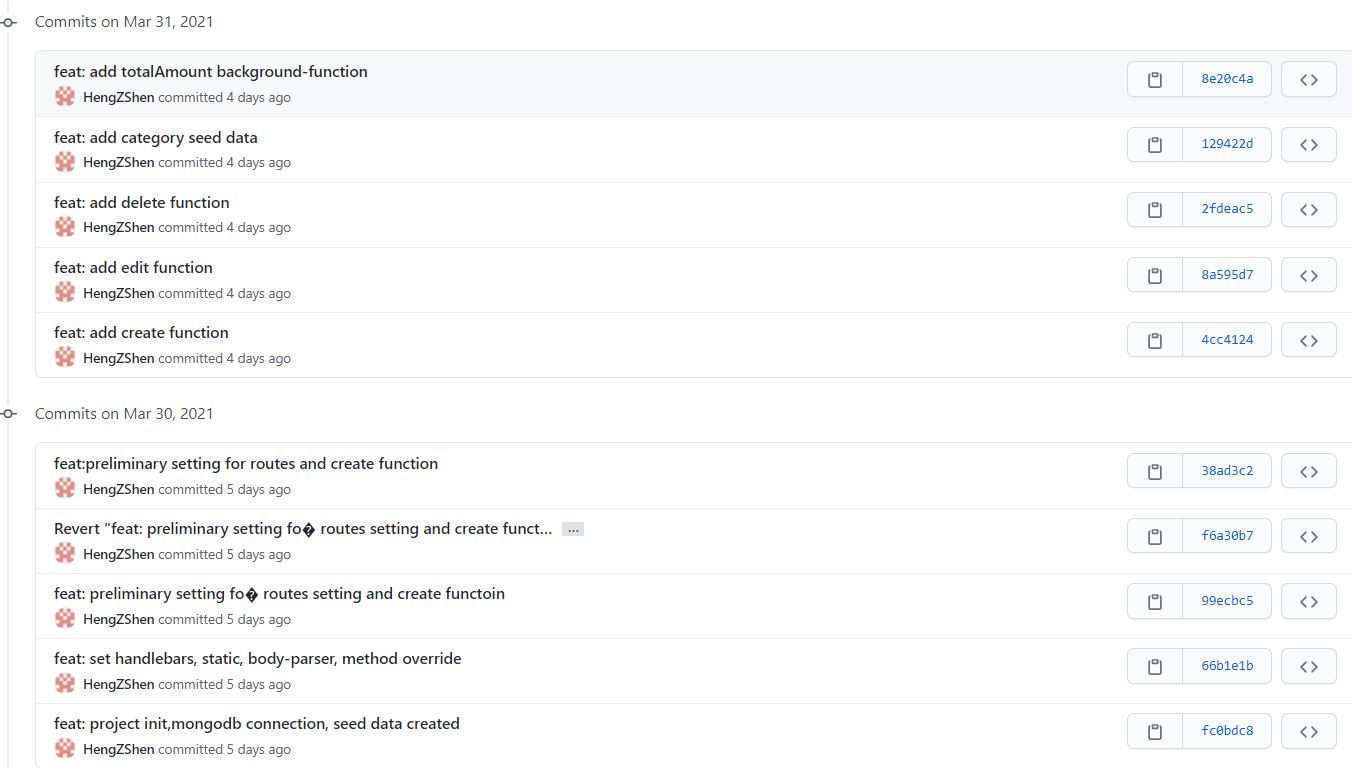 Commits on Mar 31, 2021
feat: add totalAmount background-function
HengZShen committed 4 days ago
8e20c4a
feat: add category seed data
HengZShen committed 4 days ago
129422d
feat: add delete function
HengZShen committed 4 days ago
2fdeac5
feat: add edit function
HengZShen committed 4 days ago
8a595d7
feat: add create function
HengZShen committed 4 days ago
4cc4124
Commits on Mar 30, 2021
feat:preliminary setting for routes and create function
HengZShen committed 5 days ago
38ad3c2
Revert "feat: preliminary setting fo� routes setting and create funct... …
HengZShen committed 5 days ago
f6a30b7
feat: preliminary setting fo� routes setting and create functoin
HengZShen committed 5 days ago
99ecbc5
feat: set handlebars, static, body-parser, method override
HengZShen committed 5 days ago
66b1e1b
feat: project init,mongodb connection, seed data created
HengZShen committed 5 days ago
fc0bdc8